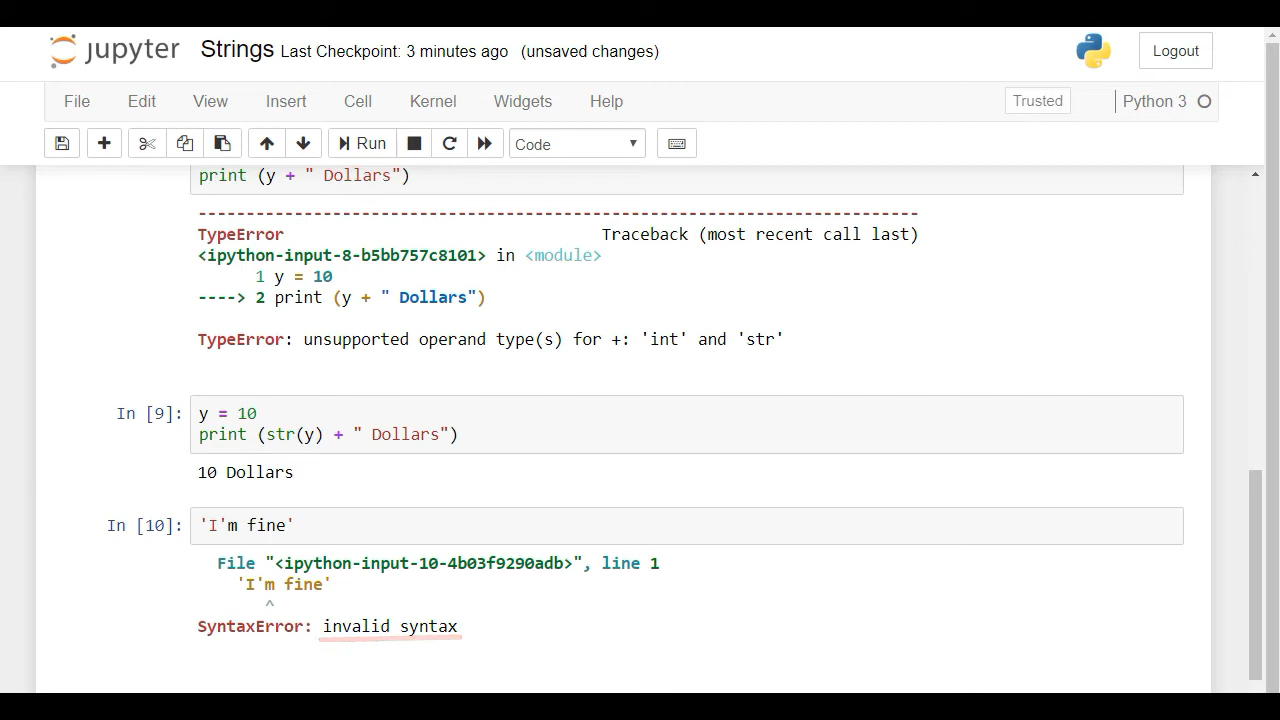 jupyter Strings Last Checkpoint: 3 minutes ago (unsaved changes) Logout
File Edit View Insert Cell Kernel Widgets Help Trusted Python 3
Run Code
print (y + " Dollars")
---------------------------------------------------------------------------
TypeError Traceback (most recent call last)
<ipython-input-8-b5bb757c8101> in <module>
1 y = 10
----> 2 print (y + " Dollars")
TypeError: unsupported operand type(s) for +: 'int' and 'str'
In [9]: y = 10
print (str(y) + " Dollars")
10 Dollars
In [10]: 'I'm fine'
File "<ipython-input-10-4b03f9290adb>", line 1
'I'm fine'
^
SyntaxError: invalid syntax